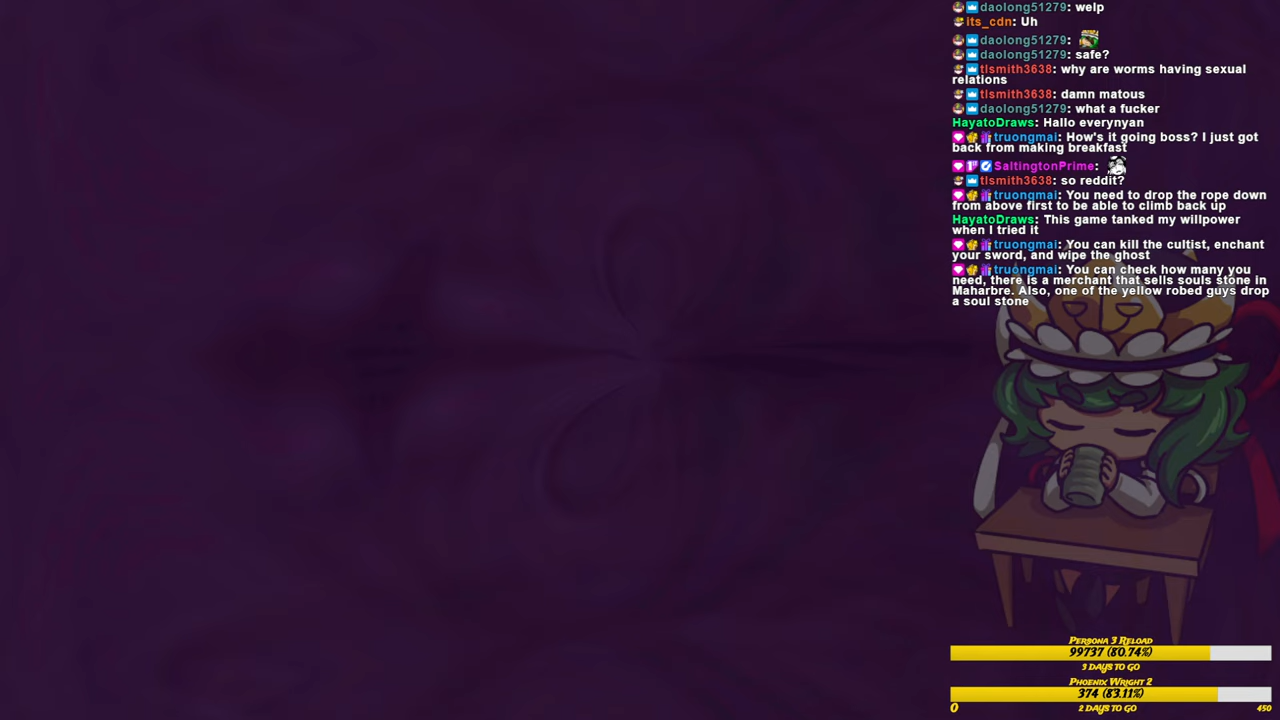 daolong51279: welp
its_cdn: Uh
daolong51279:
daolong51279: safe?
tlsmith3638: why are worms having sexual
relations
tlsmith3638: damn matous
daolong51279: what a fucker
HayatoDraws: Hallo everynyan
truongmai: How's it going boss? I just got
back from making breakfast
SaltingtonPrime:
tlsmith3638: so reddit?
truongmai: You need to drop the rope down
from above first to be able to climb back up
HayatoDraws: This game tanked my willpower
when I tried it
truongmai: You can kill the cultist, enchant
your sword, and wipe the ghost
truongmai: You can check how many you
need, there is a merchant that sells souls stone in
Maharbre. Also, one of the yellow robed guys drop
a soul stone
Persona 3 Reload
99737 (80.74%)
3 days to go
Phoenix Wright 2
374 (83.11%)
0 2 days to go 450